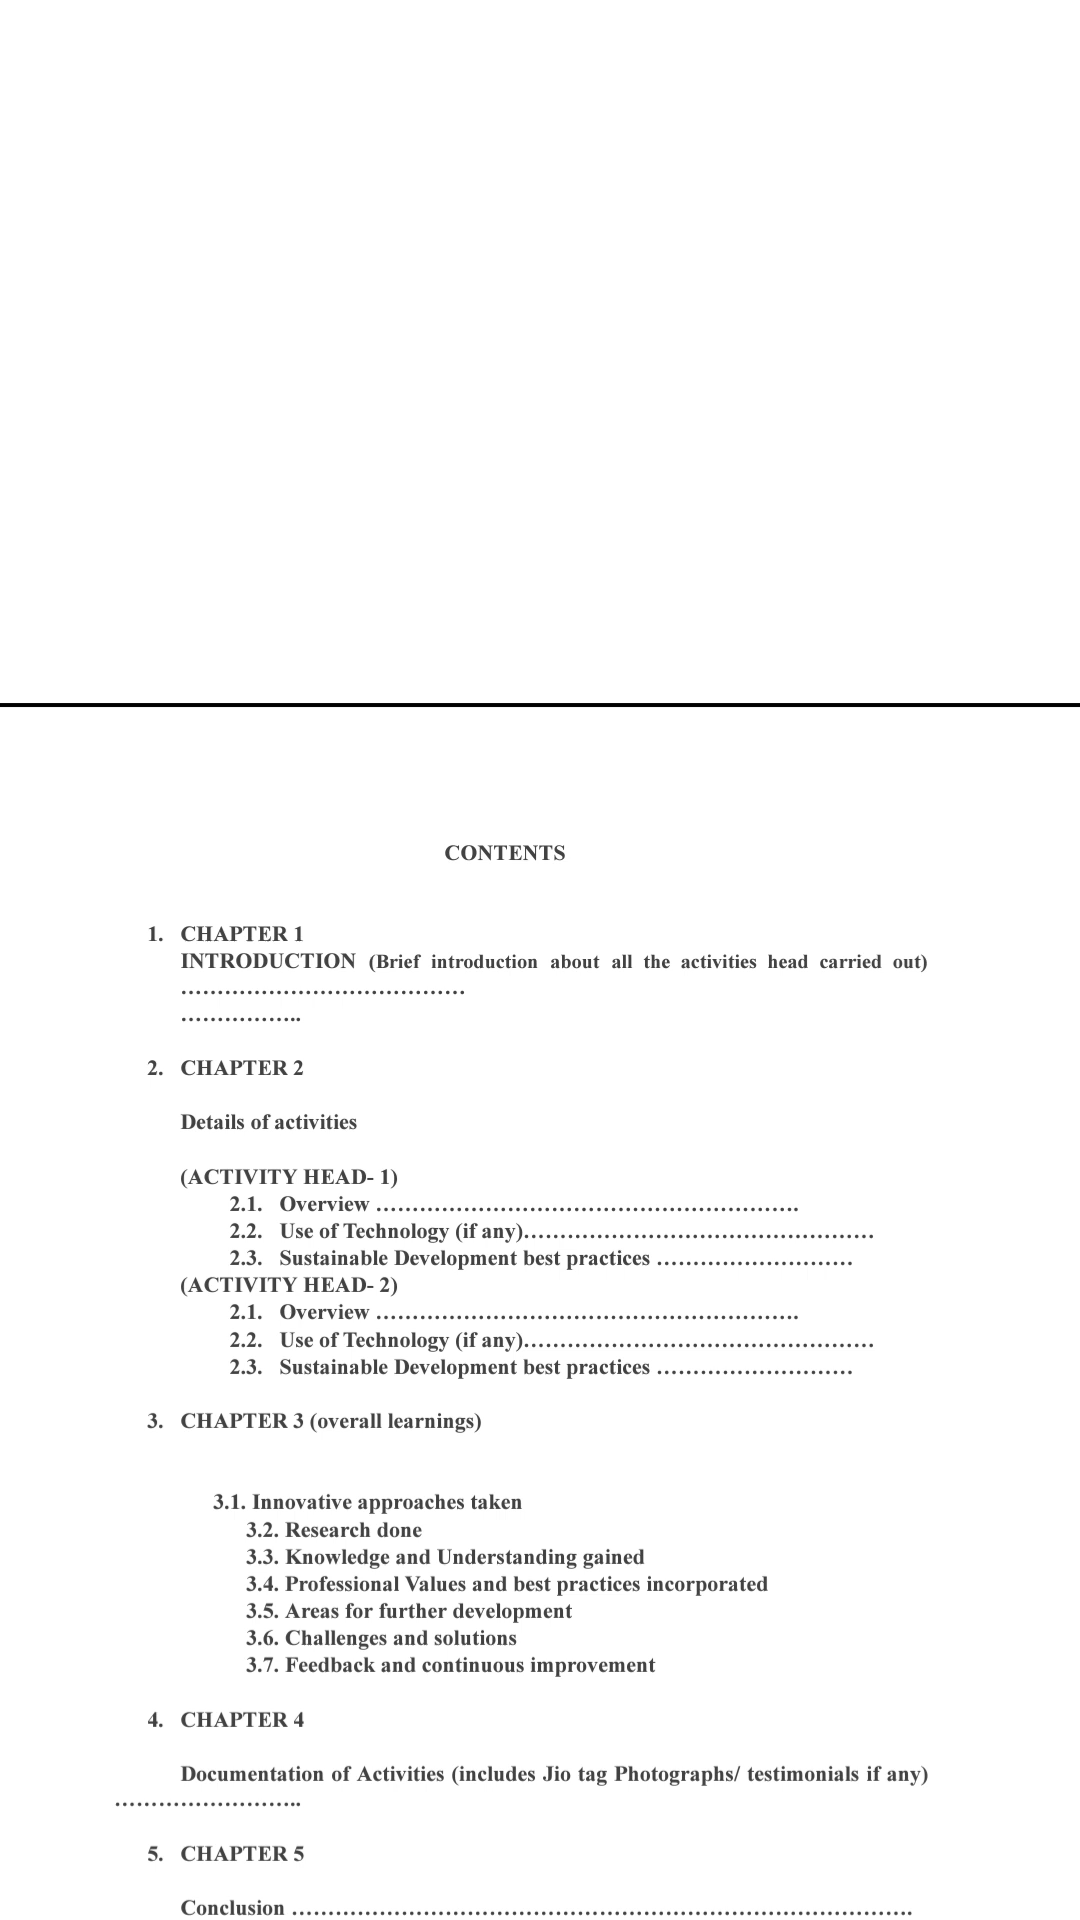 CONTENTS
1. CHAPTER 1
INTRODUCTION (Brief introduction about all the activities head carried out)
…………………………………
……………..
2. CHAPTER 2
Details of activities
(ACTIVITY HEAD- 1)
2.1. Overview ………………………………………………….
2.2. Use of Technology (if any)…………………………………………
2.3. Sustainable Development best practices ………………………
(ACTIVITY HEAD- 2)
2.1. Overview ………………………………………………….
2.2. Use of Technology (if any)…………………………………………
2.3. Sustainable Development best practices ………………………
3. CHAPTER 3 (overall learnings)
3.1. Innovative approaches taken
3.2. Research done
3.3. Knowledge and Understanding gained
3.4. Professional Values and best practices incorporated
3.5. Areas for further development
3.6. Challenges and solutions
3.7. Feedback and continuous improvement
4. CHAPTER 4
Documentation of Activities (includes Jio tag Photographs/ testimonials if any)
……………………..
5. CHAPTER 5
Conclusion ………………………………………………………………………….